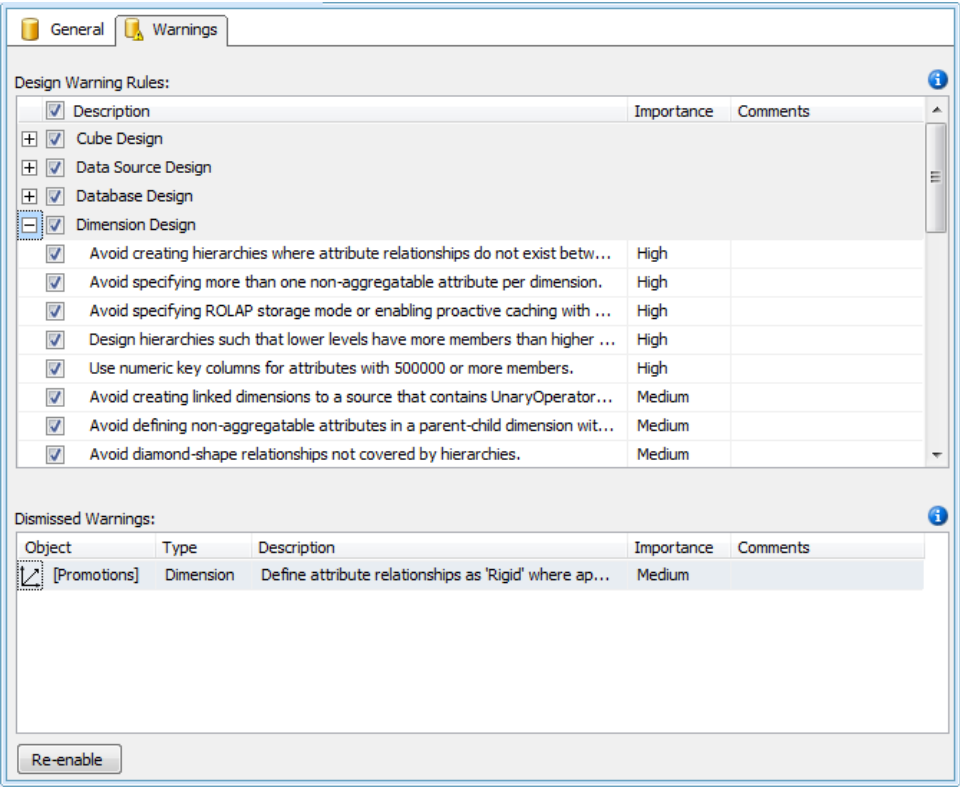 General Warnings
Design Warning Rules:
Description Importance Comments
Cube Design
Data Source Design
Database Design
Dimension Design
Avoid creating hierarchies where attribute relationships do not exist betw... High
Avoid specifying more than one non-aggregatable attribute per dimension. High
Avoid specifying ROLAP storage mode or enabling proactive caching with ... High
Design hierarchies such that lower levels have more members than higher ... High
Use numeric key columns for attributes with 500000 or more members. High
Avoid creating linked dimensions to a source that contains UnaryOperator... Medium
Avoid defining non-aggregatable attributes in a parent-child dimension wit... Medium
Avoid diamond-shape relationships not covered by hierarchies. Medium
Dismissed Warnings:
Object Type Description Importance Comments
[Promotions] Dimension Define attribute relationships as 'Rigid' where ap... Medium
Re-enable